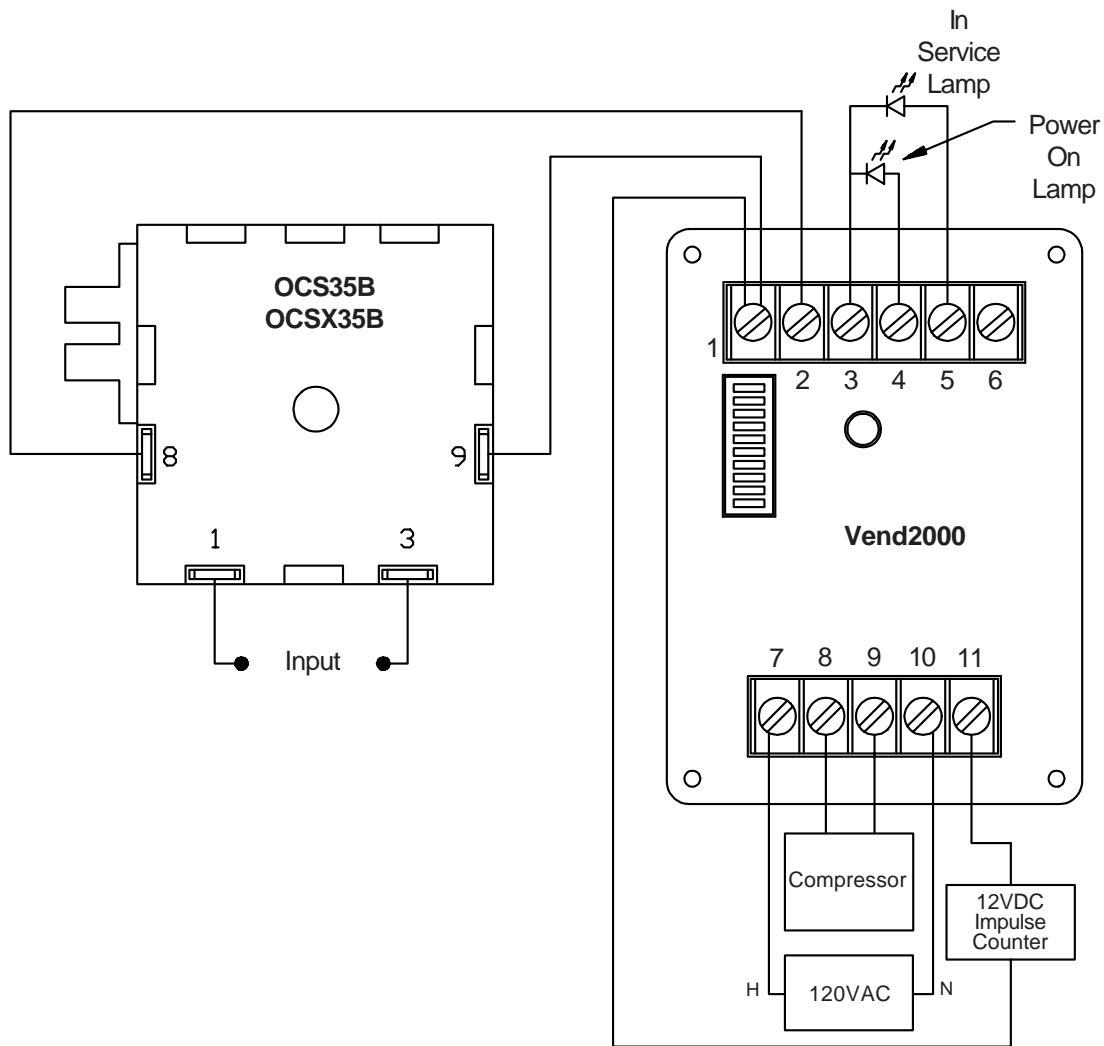 In
Service
Lamp
Power
On
Lamp
OCS35B
OCSX35B
8
9
1
3
Input
1
2
3
4
5
6
Vend2000
7
8
9
10
11
Compressor
12VDC
Impulse
Counter
H
120VAC
N